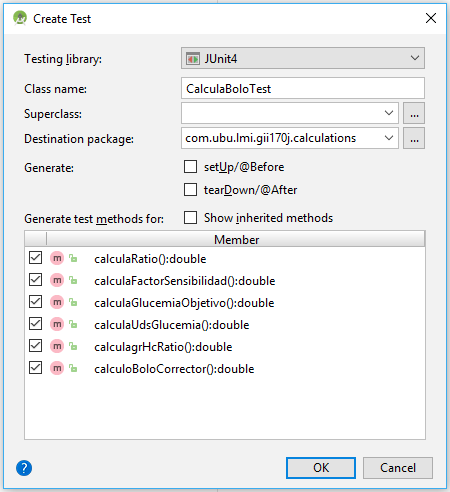 Create Test
Testing library: JUnit4
Class name: CalculaBoloTest
Superclass: ...
Destination package: com.ubu.lmi.gii170j.calculations ...
Generate: setUp/@Before
tearDown/@After
Generate test methods for: Show inherited methods
Member
m calculaRatio():double
m calculaFactorSensibilidad():double
m calculaGlucemiaObjetivo():double
m calculaUdsGlucemia():double
m calculagrHcRatio():double
m calculoBoloCorrector():double
? OK Cancel